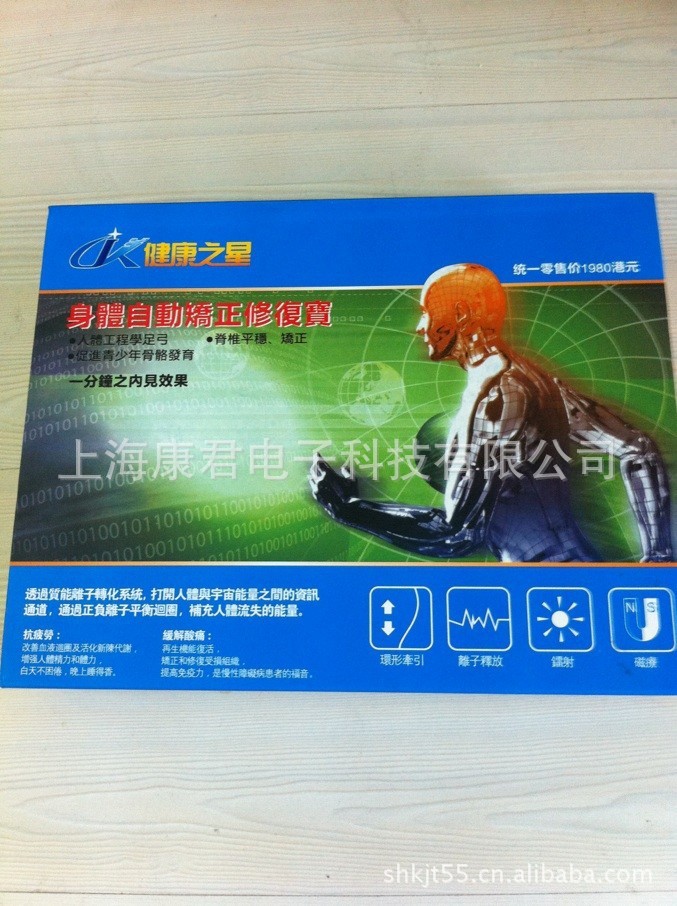 健康之星
统一零售价1980港元
身體自動矯正修復寶
●人體工程學足弓 ●脊椎平穩、矯正
●促進青少年骨骼發育
一分鐘之內見效果
上海康君电子科技有限公司
透過質能離子轉化系統,打開人體與宇宙能量之間的資訊
通道,通過正負離子平衡迴圈,補充人體流失的能量。
抗疲勞:
改善血液迴圈及活化新陳代謝,
增强人體精力和體力,
白天不困倦,晚上睡得香。
緩解酸痛:
再生機能復活,
矯正和修復受損組織,
提高免疫力,是慢性障礙病患者的福音。
環形牽引
離子釋放
鐳射
N S
磁療
shkjt55.cn.alibaba.com